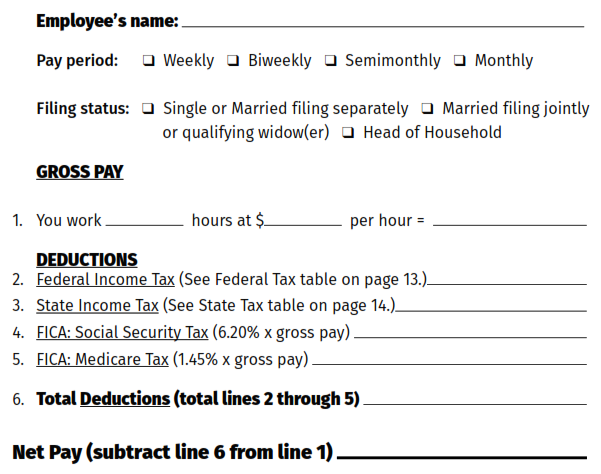 Employee's name:
Pay period: ❑ Weekly ❑ Biweekly ❑ Semimonthly ❑ Monthly
Filing status: ❑ Single or Married filing separately ❑ Married filing jointly
or qualifying widow(er) ❑ Head of Household
GROSS PAY
1. You work ________ hours at $________ per hour = ________
DEDUCTIONS
2. Federal Income Tax (See Federal Tax table on page 13.)
3. State Income Tax (See State Tax table on page 14.)
4. FICA: Social Security Tax (6.20% x gross pay)
5. FICA: Medicare Tax (1.45% x gross pay)
6. Total Deductions (total lines 2 through 5)
Net Pay (subtract line 6 from line 1)